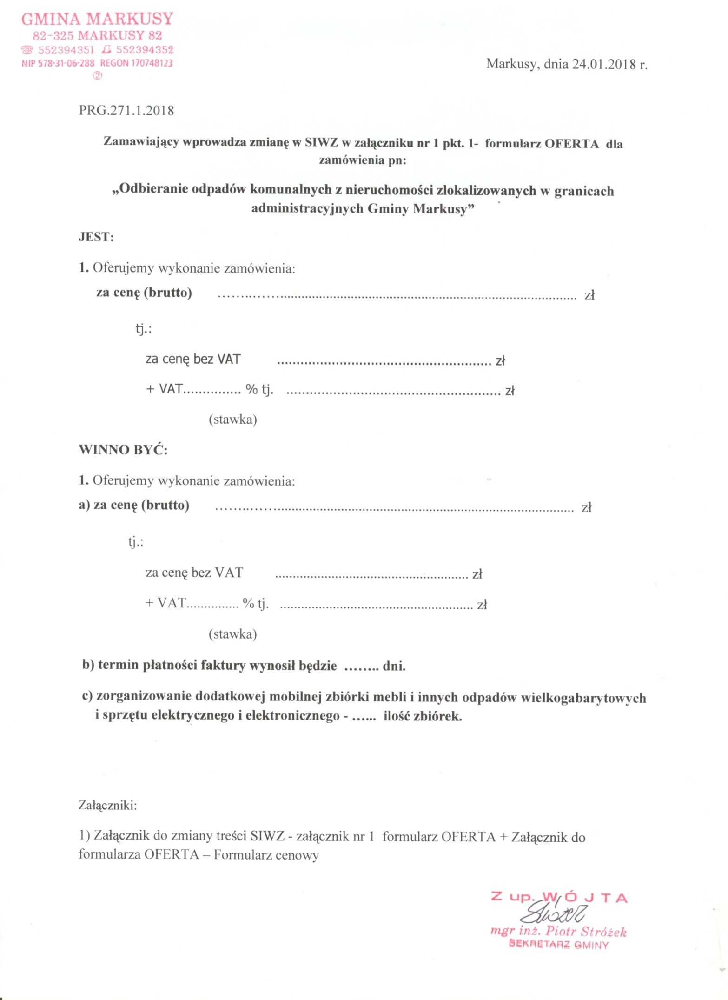 GMINA MARKUSY
82-325 MARKUSY 82
☎ 552394351 552394352
NIP 578-31-06-288 REGON 170748123
②
Markusy, dnia 24.01.2018 r.
PRG.271.1.2018
Zamawiający wprowadza zmianę w SIWZ w załączniku nr 1 pkt. 1- formularz OFERTA dla
zamówienia pn:
„Odbieranie odpadów komunalnych z nieruchomości zlokalizowanych w granicach
administracyjnych Gminy Markusy”
JEST:
1. Oferujemy wykonanie zamówienia:
za cenę (brutto) ................................................................................ zł
tj.:
za cenę bez VAT ........................................................ zł
+ VAT............... % tj. ........................................................ zł
(stawka)
WINNO BYĆ:
1. Oferujemy wykonanie zamówienia:
a) za cenę (brutto) ................................................................................ zł
tj.:
za cenę bez VAT ........................................................ zł
+ VAT............... % tj. ........................................................ zł
(stawka)
b) termin płatności faktury wynosił będzie ........ dni.
c) zorganizowanie dodatkowej mobilnej zbiórki mebli i innych odpadów wielkogabarytowych
i sprzętu elektrycznego i elektronicznego - ...... ilość zbiórek.
Załączniki:
1) Załącznik do zmiany treści SIWZ - załącznik nr 1 formularz OFERTA + Załącznik do
formularza OFERTA – Formularz cenowy
Z up. WÓJTA
mgr inż. Piotr Stróżek
SEKRETARZ GMINY